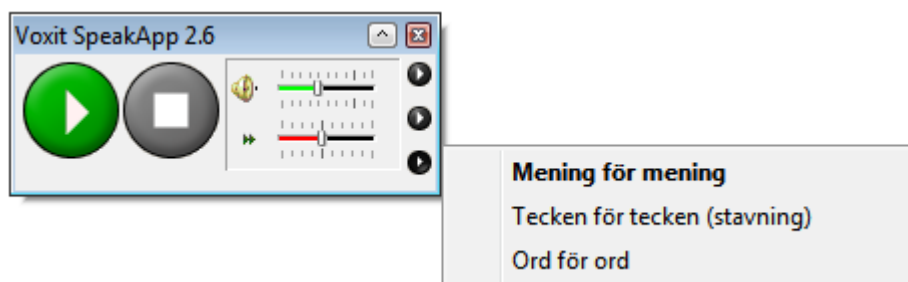 Voxit SpeakApp 2.6
Mening för mening
Tecken för tecken (stavning)
Ord för ord